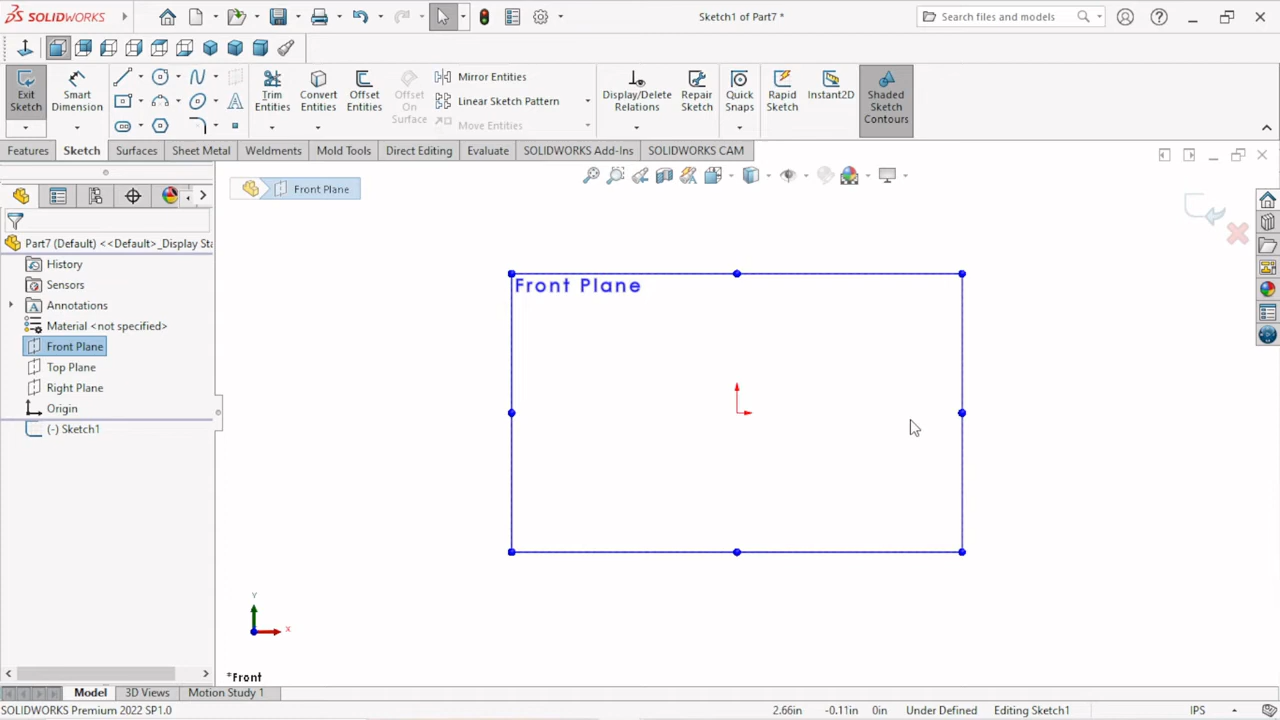 SOLIDWORKS
Sketch1 of Part7 *
Search files and models
Exit Sketch
Smart Dimension
Trim Entities
Convert Entities
Offset Entities
Offset On Surface
Mirror Entities
Linear Sketch Pattern
Move Entities
Display/Delete Relations
Repair Sketch
Quick Snaps
Rapid Sketch
Instant2D
Shaded Sketch Contours
Features
Sketch
Surfaces
Sheet Metal
Weldments
Mold Tools
Direct Editing
Evaluate
SOLIDWORKS Add-Ins
SOLIDWORKS CAM
Front Plane
Part7 (Default) <<Default>_Display Sta
History
Sensors
Annotations
Material <not specified>
Front Plane
Top Plane
Right Plane
Origin
(-) Sketch1
Front Plane
Y
X
*Front
Model
3D Views
Motion Study 1
SOLIDWORKS Premium 2022 SP1.0
2.66in
-0.11in
0in
Under Defined
Editing Sketch1
IPS